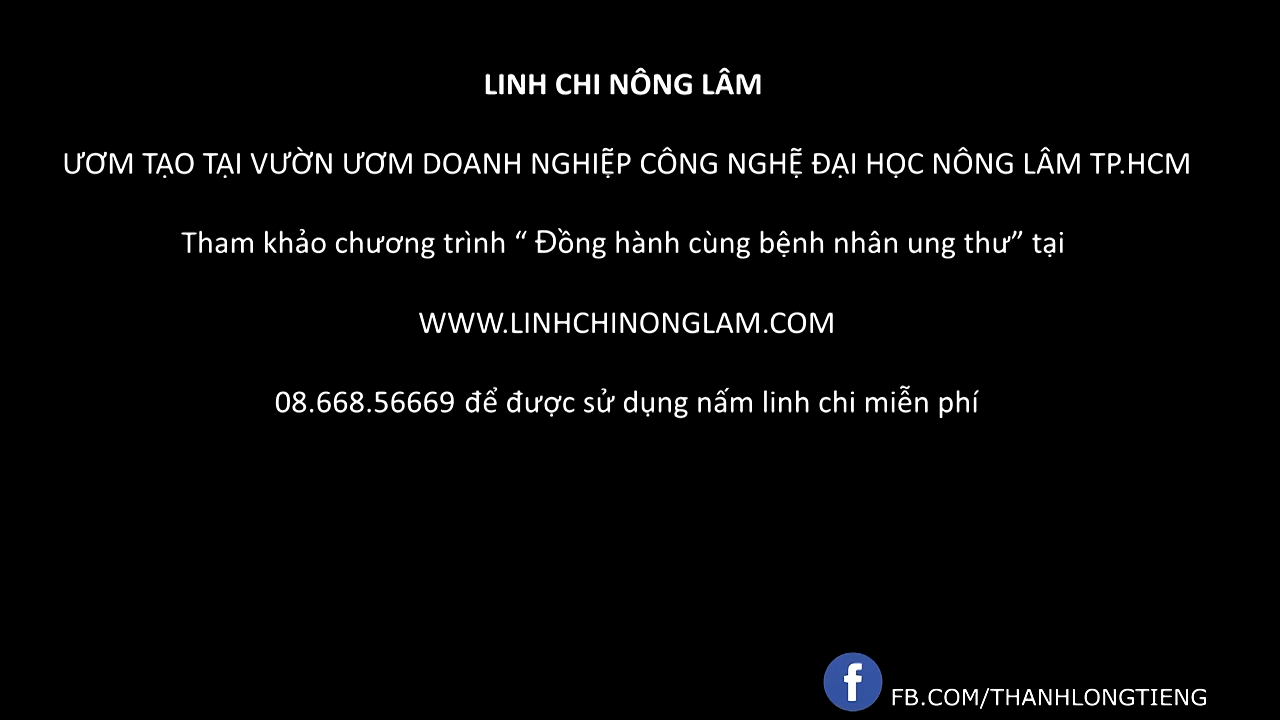 LINH CHI NÔNG LÂM
ƯƠM TẠO TẠI VƯỜN ƯƠM DOANH NGHIỆP CÔNG NGHỆ ĐẠI HỌC NÔNG LÂM TP.HCM
Tham khảo chương trình “ Đồng hành cùng bệnh nhân ung thư” tại
WWW.LINHCHINONGLAM.COM
08.668.56669 để được sử dụng nấm linh chi miễn phí
FB.COM/THANHLONGTIENG